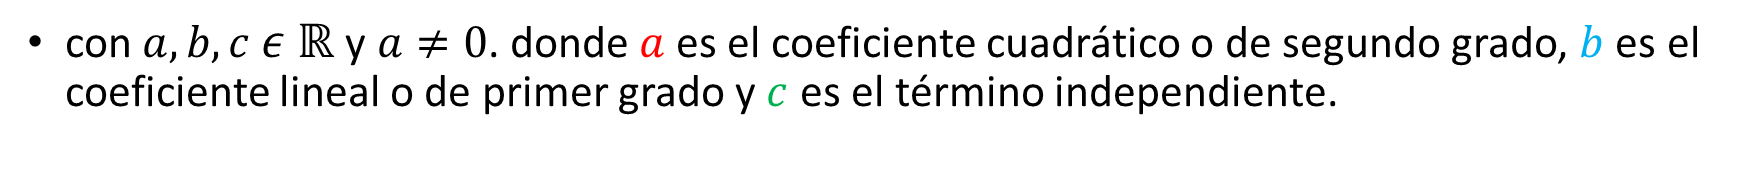 • con a, b, c ϵ ℝ y a ≠ 0. donde a es el coeficiente cuadrático o de segundo grado, b es el
coeficiente lineal o de primer grado y c es el término independiente.